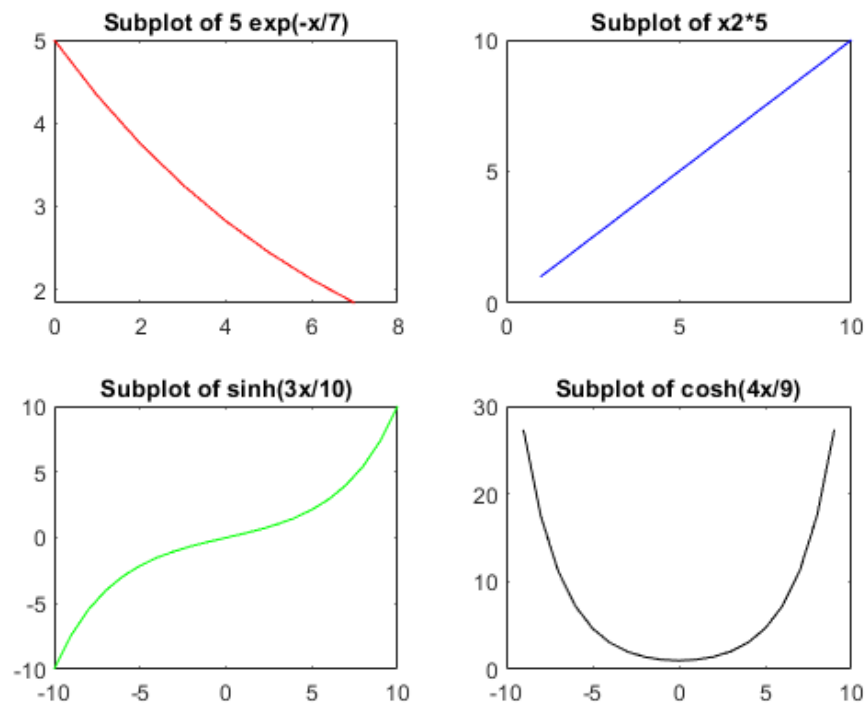 Subplot of 5 exp(-x/7)
5
4
3
2
0 2 4 6 8
Subplot of x2*5
10
5
0
0 5 10
Subplot of sinh(3x/10)
10
5
0
-5
-10
-10 -5 0 5 10
Subplot of cosh(4x/9)
30
20
10
0
-10 -5 0 5 10